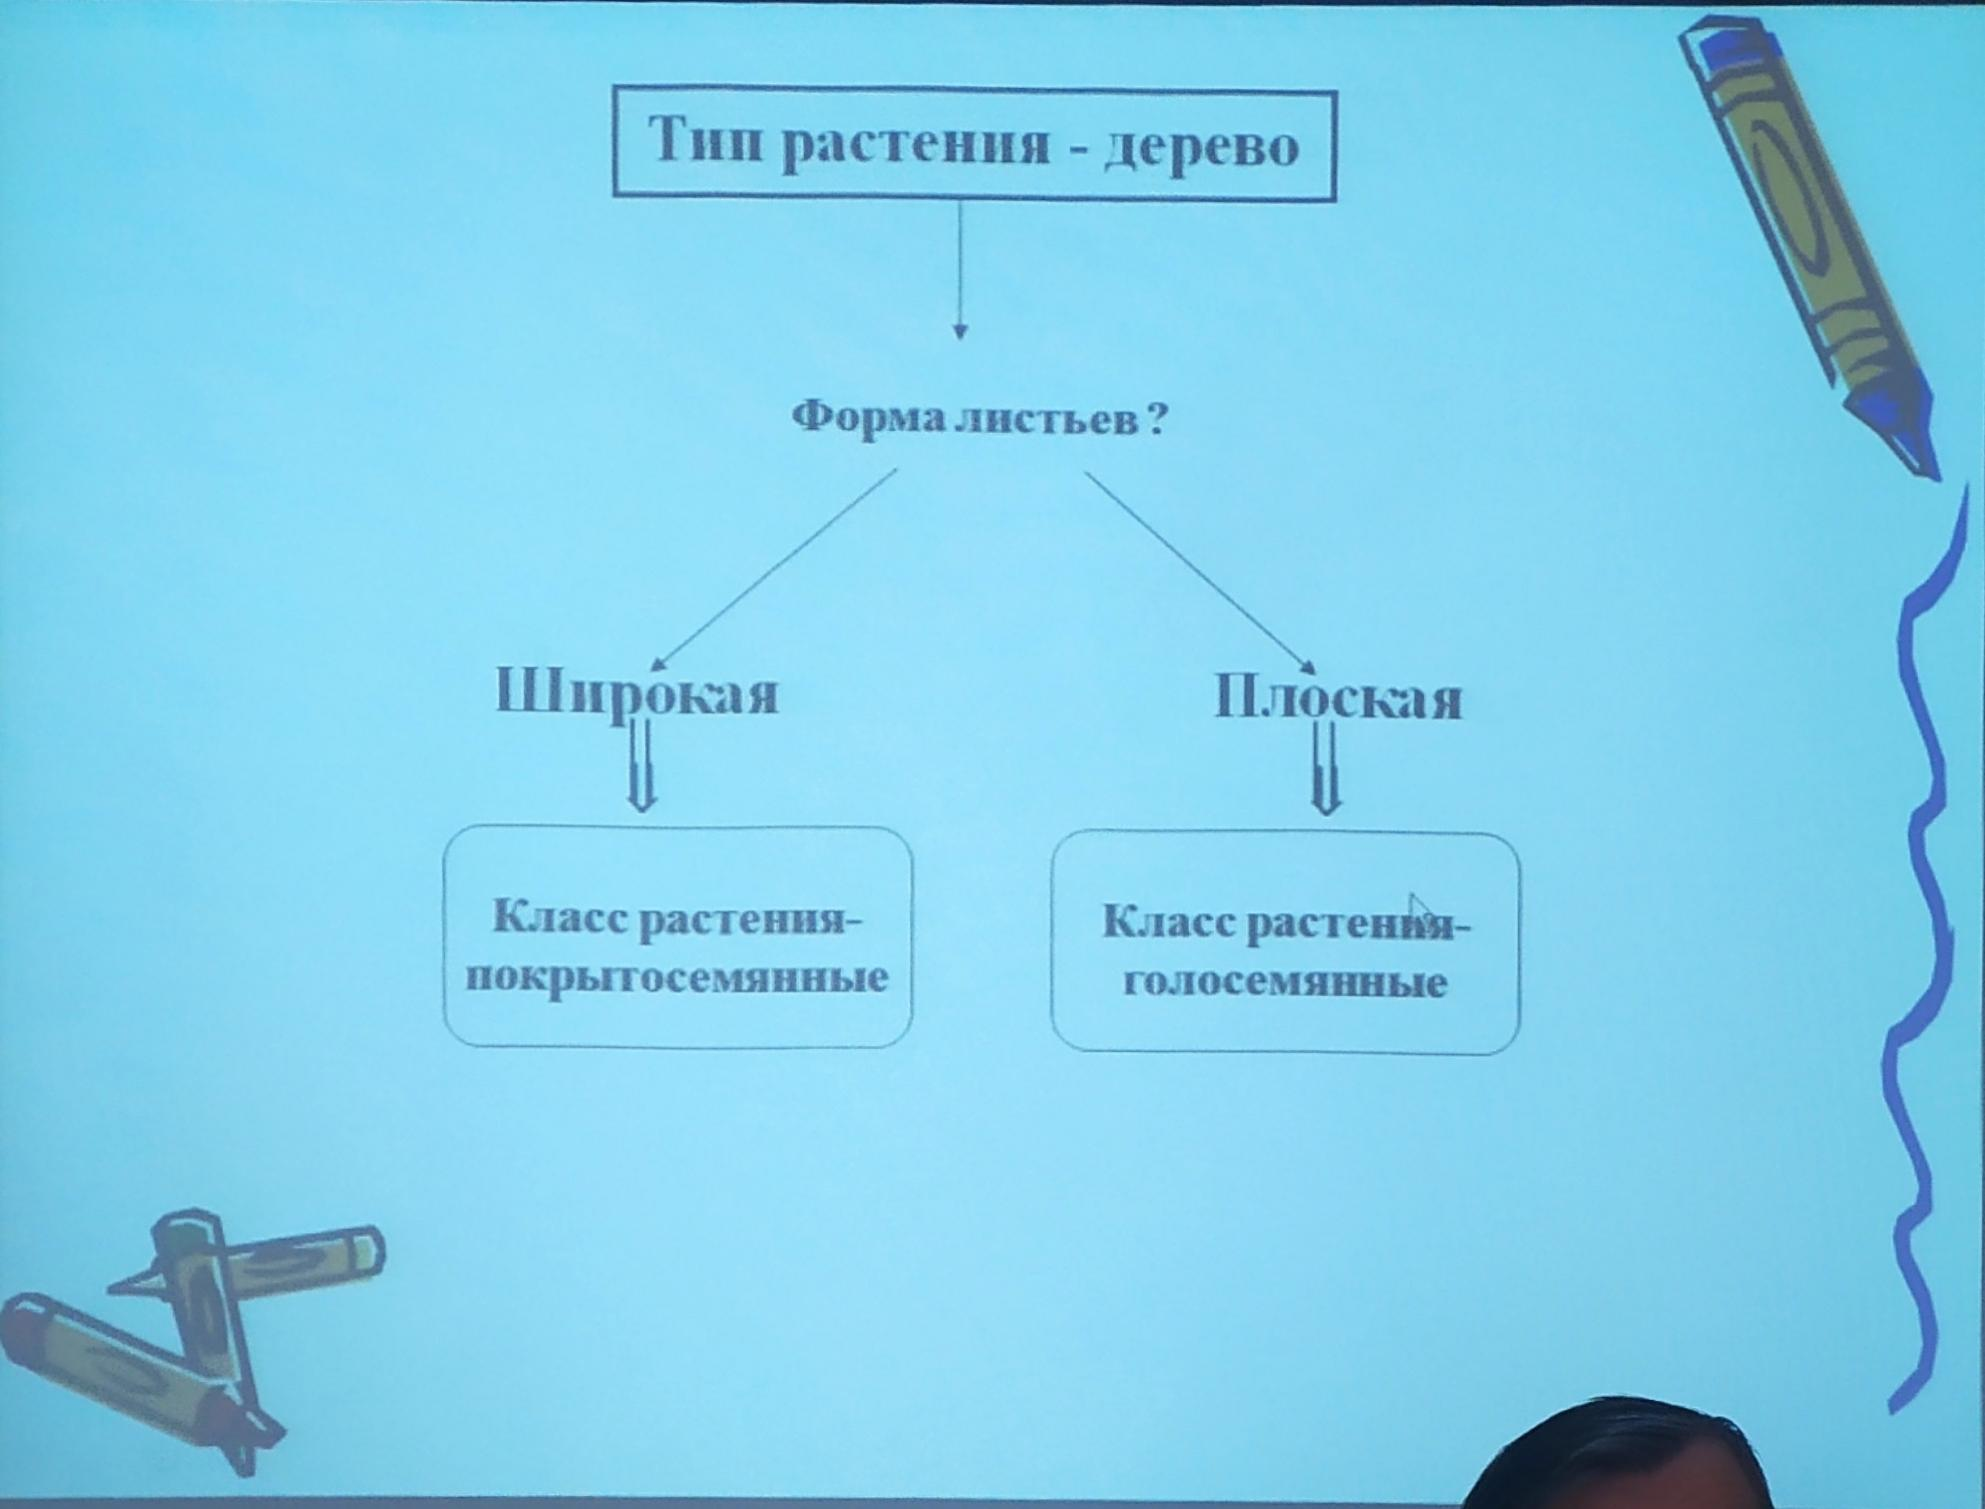 Тип растения - дерево
Форма листьев ?
Широкая
Плоская
Класс растения-
покрытосемянные
Класс растения-
голосемянные